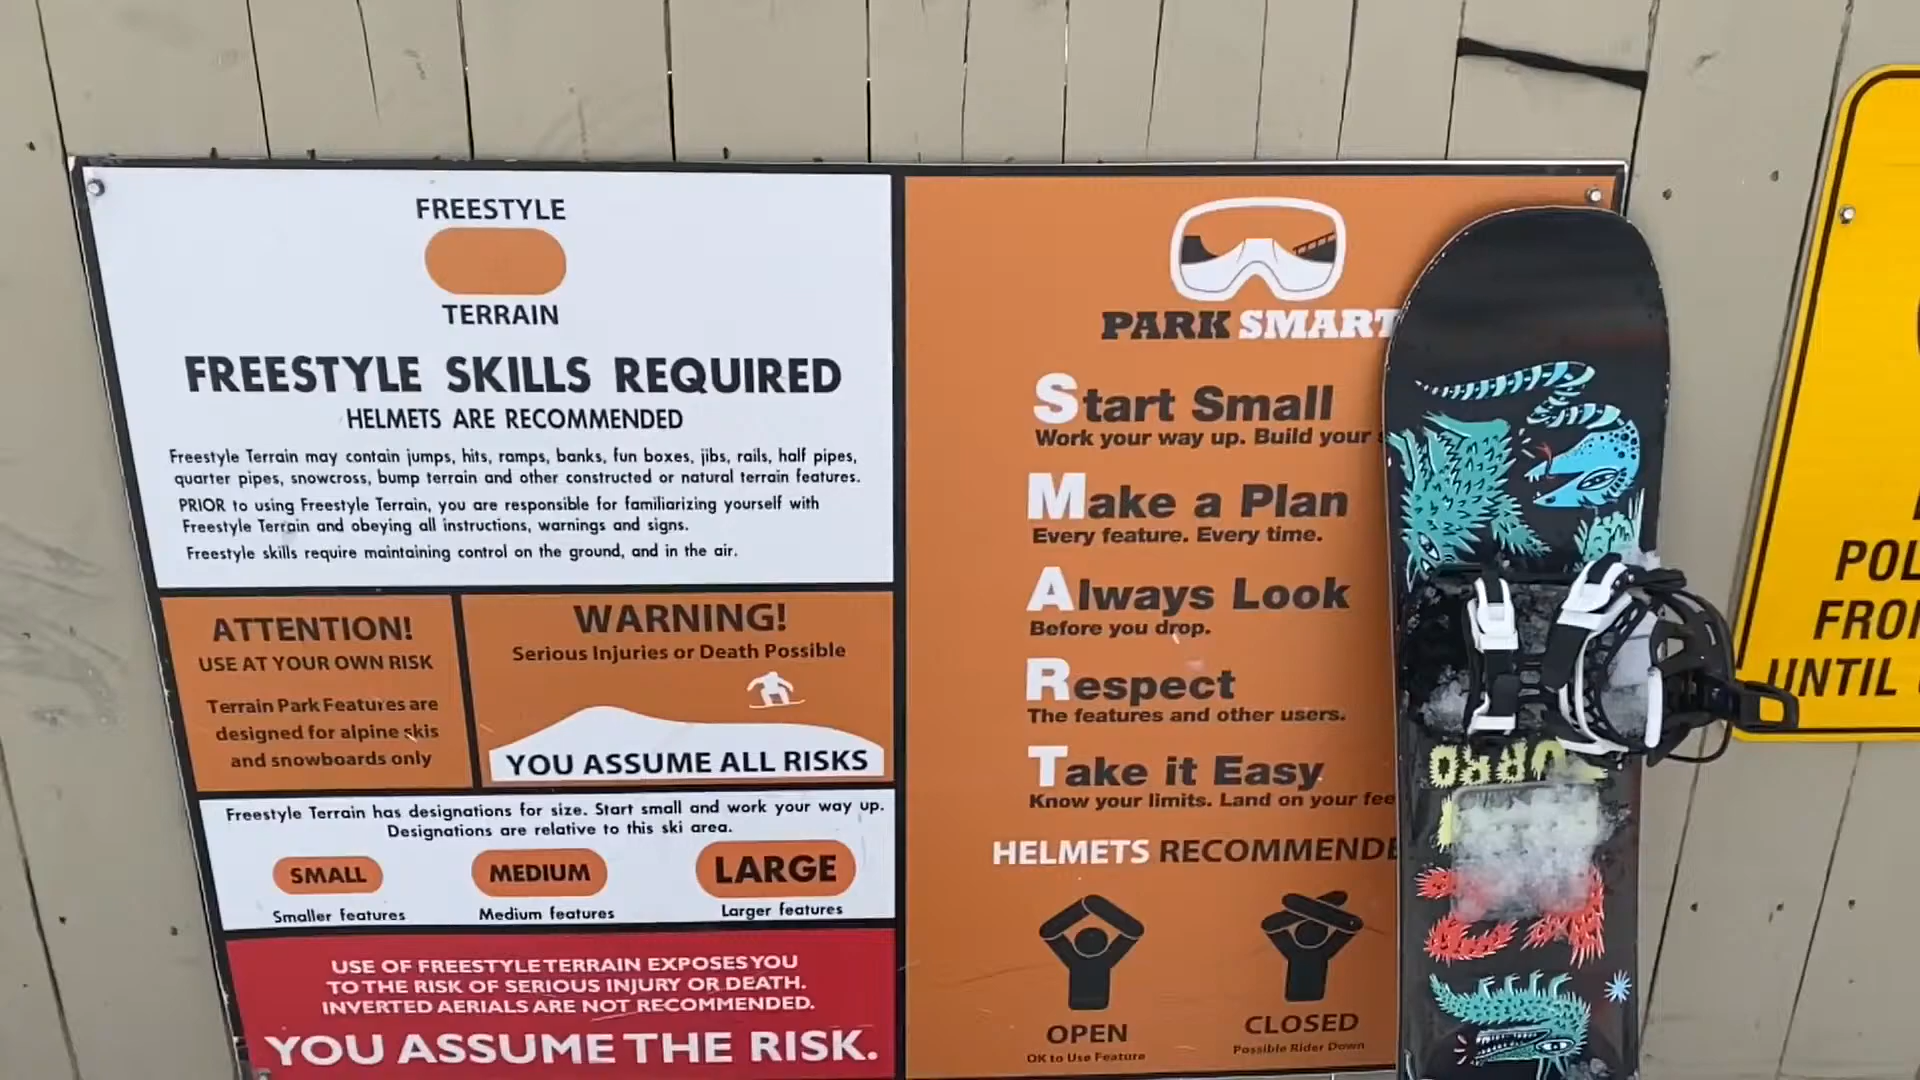 FREESTYLE
TERRAIN
FREESTYLE SKILLS REQUIRED
HELMETS ARE RECOMMENDED
Freestyle Terrain may contain jumps, hits, ramps, banks, fun boxes, jibs, rails, half pipes,
quarter pipes, snowcross, bump terrain and other constructed or natural terrain features.
PRIOR to using Freestyle Terrain, you are responsible for familiarizing yourself with
Freestyle Terrain and obeying all instructions, warnings and signs.
Freestyle skills require maintaining control on the ground, and in the air.
ATTENTION!
USE AT YOUR OWN RISK
Terrain Park Features are
designed for alpine skis
and snowboards only
WARNING!
Serious Injuries or Death Possible
YOU ASSUME ALL RISKS
Freestyle Terrain has designations for size. Start small and work your way up.
Designations are relative to this ski area.
SMALL
Smaller features
MEDIUM
Medium features
LARGE
Larger features
USE OF FREESTYLE TERRAIN EXPOSES YOU
TO THE RISK OF SERIOUS INJURY OR DEATH.
INVERTED AERIALS ARE NOT RECOMMENDED.
YOU ASSUME THE RISK.
PARK SMART
Start Small
Work your way up. Build your
Make a Plan
Every feature. Every time.
Always Look
Before you drop.
Respect
The features and other users.
Take it Easy
Know your limits. Land on your fee
HELMETS RECOMMENDE
OPEN
OK to Use Feature
CLOSED
Possible Rider Down
POL
FRO
UNTIL